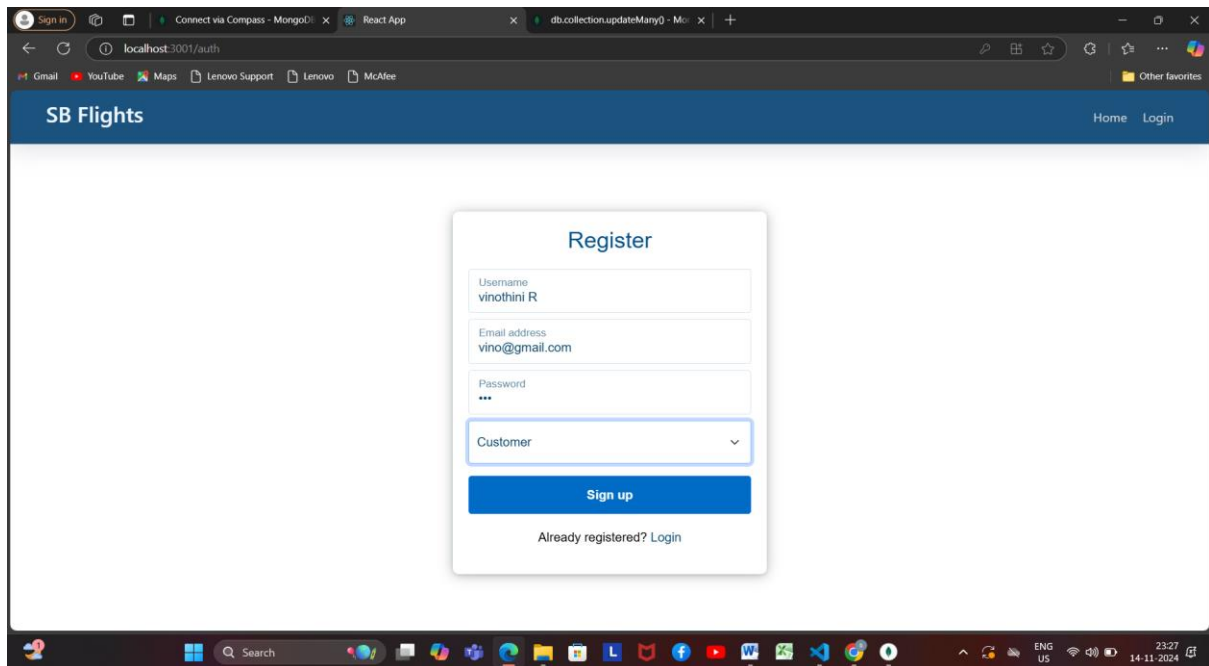 Sign in
Connect via Compass - MongoDB
React App
db.collection.updateMany() - Mon
localhost:3001/auth
Gmail YouTube Maps Lenovo Support Lenovo McAfee Other favorites
SB Flights Home Login
Register
Username
vinothini R
Email address
vino@gmail.com
Password
•••
Customer
Sign up
Already registered? Login
Search
ENG 23:27
US 14-11-2024